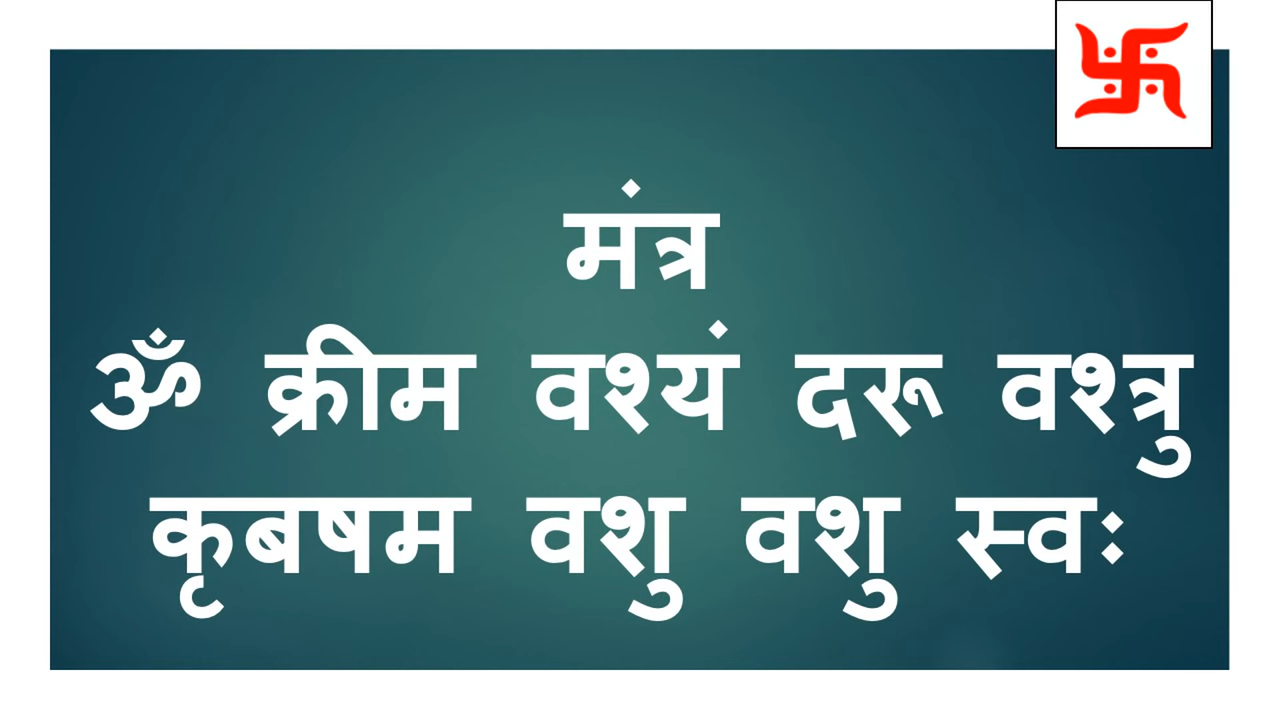 मंत्र
ॐ क्रीम वश्यं दरू वश्त्रु
कृबषम वशु वशु स्वः